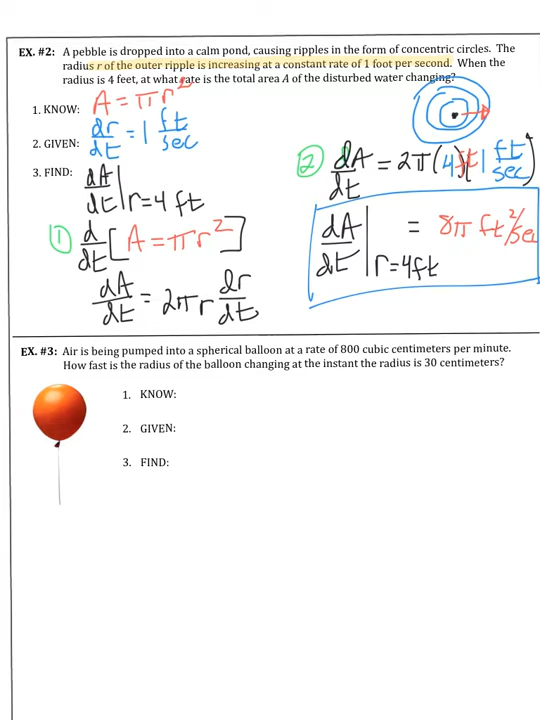 EX. #2: A pebble is dropped into a calm pond, causing ripples in the form of concentric circles. The
radius r of the outer ripple is increasing at a constant rate of 1 foot per second. When the
radius is 4 feet, at what rate is the total area A of the disturbed water changing?
1. KNOW: A = πr²
2. GIVEN: dr/dt = 1 ft/sec
3. FIND: dA/dt | r=4 ft
① d/dt [A = πr²]
dA/dt = 2πr dr/dt
② dA/dt = 2π(4 ft)(1 ft/sec)
dA/dt | r=4ft = 8π ft²/sec
EX. #3: Air is being pumped into a spherical balloon at a rate of 800 cubic centimeters per minute.
How fast is the radius of the balloon changing at the instant the radius is 30 centimeters?
1. KNOW:
2. GIVEN:
3. FIND: